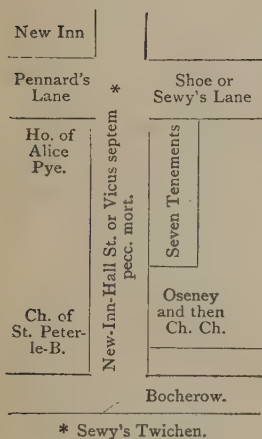 New Inn
Pennard's
Lane
*
Shoe or
Sewy's Lane
Ho. of
Alice
Pye.
New-Inn-Hall St. or Vicus septem
pecc. mort.
Seven Tenements
Ch. of
St. Peter-
le-B.
Oseney
and then
Ch. Ch.
Bocherow.
* Sewy's Twichen.